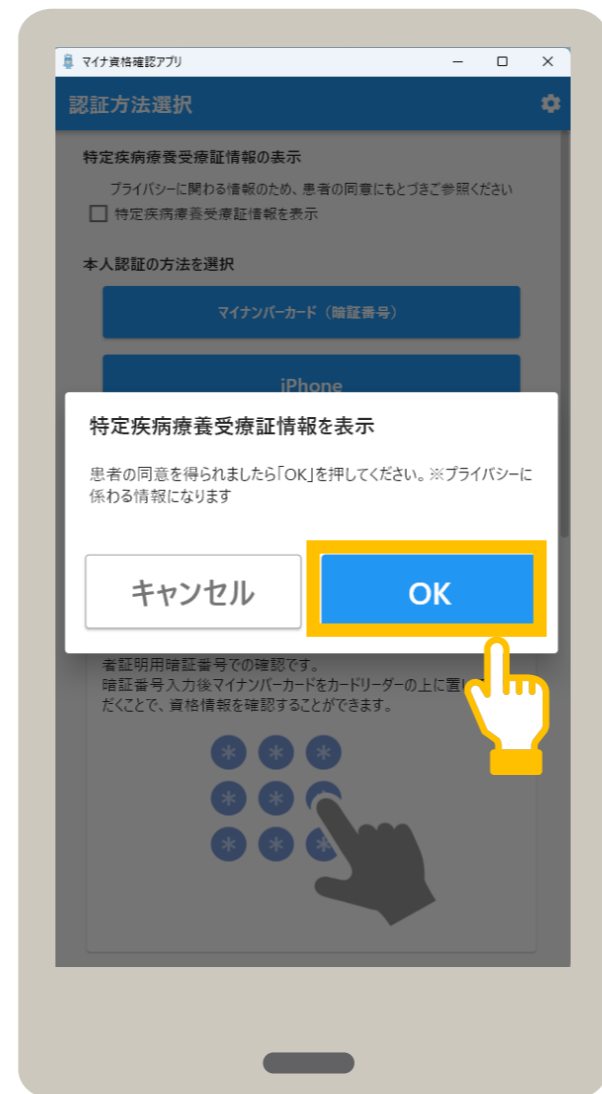 マイナ資格確認アプリ
認証方法選択
特定疾病療養受療証情報の表示
プライバシーに関わる情報のため、患者の同意にもとづきご参照ください
特定疾病療養受療証情報を表示
本人認証の方法を選択
マイナンバーカード（暗証番号）
iPhone
特定疾病療養受療証情報を表示
患者の同意を得られましたら「OK」を押してください。※プライバシーに
係わる情報になります
キャンセル
OK
者証明用暗証番号での確認です。
暗証番号入力後マイナンバーカードをカードリーダーの上に置い
だくことで、資格情報を確認することができます。